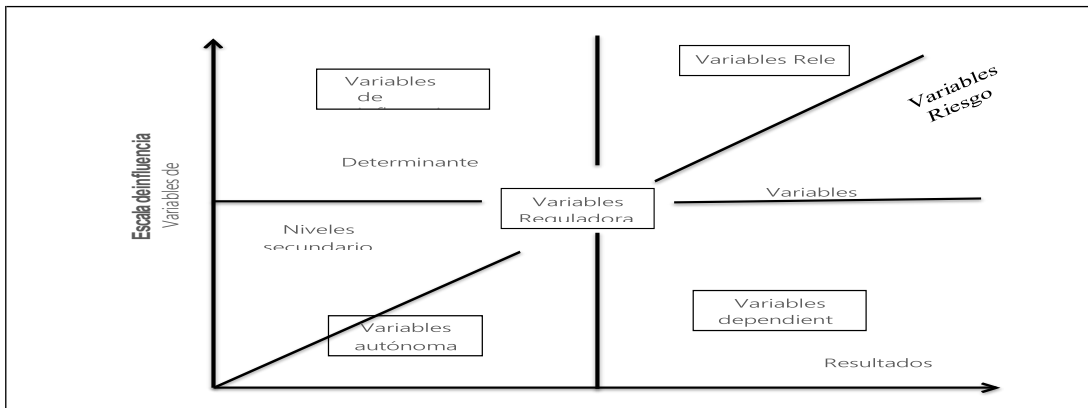 Variables
de
Variables Rele
Variables
Riesgo
Escala deinfluencia
Variables de
Determinante
Variables
Reguladora
Variables
Niveles
secundario
Variables
autónoma
Variables
dependient
Resultados